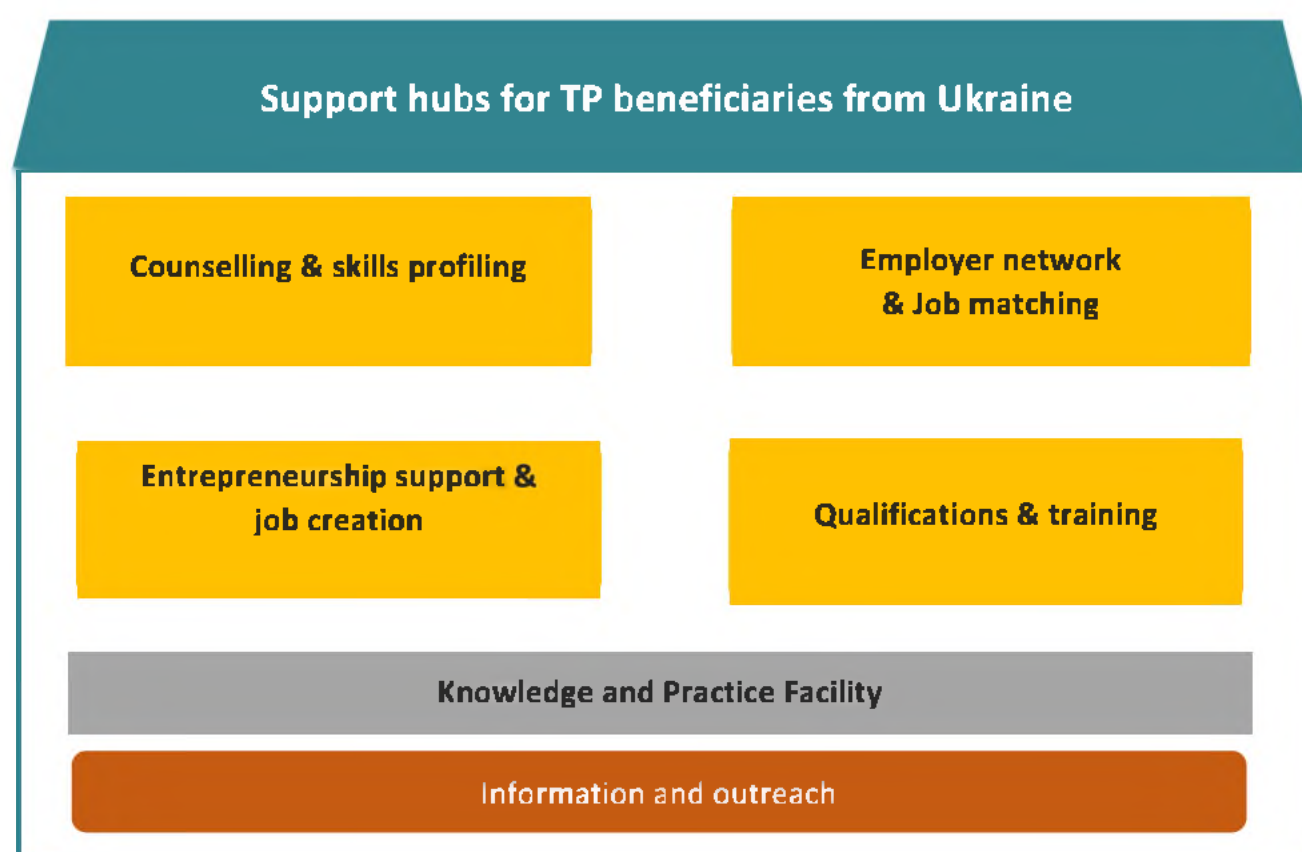 Support hubs for TP beneficiaries from Ukraine
Counselling & skills profiling
Employer network
& Job matching
Entrepreneurship support &
job creation
Qualifications & training
Knowledge and Practice Facility
Information and outreach